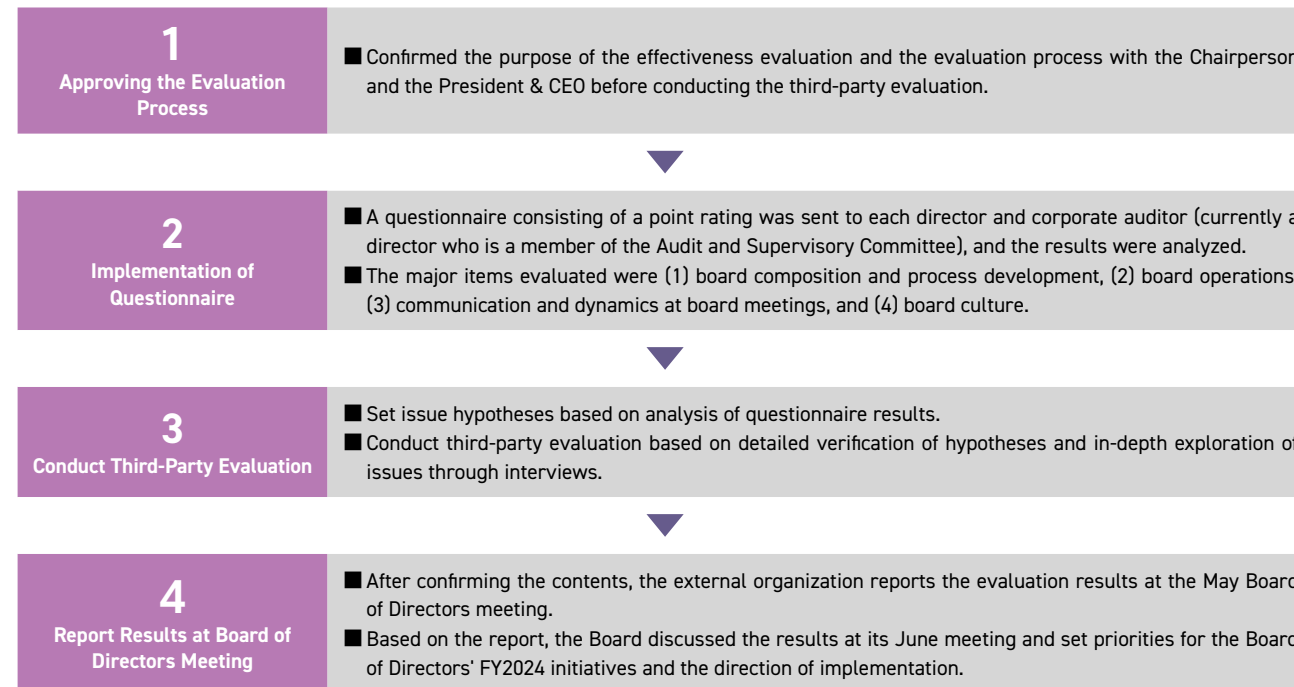 1
Approving the Evaluation
Process
■ Confirmed the purpose of the effectiveness evaluation and the evaluation process with the Chairperson
and the President & CEO before conducting the third-party evaluation.
2
Implementation of
Questionnaire
■ A questionnaire consisting of a point rating was sent to each director and corporate auditor (currently a
director who is a member of the Audit and Supervisory Committee), and the results were analyzed.
■ The major items evaluated were (1) board composition and process development, (2) board operations,
(3) communication and dynamics at board meetings, and (4) board culture.
3
Conduct Third-Party Evaluation
■ Set issue hypotheses based on analysis of questionnaire results.
■ Conduct third-party evaluation based on detailed verification of hypotheses and in-depth exploration of
issues through interviews.
4
Report Results at Board of
Directors Meeting
■ After confirming the contents, the external organization reports the evaluation results at the May Board
of Directors meeting.
■ Based on the report, the Board discussed the results at its June meeting and set priorities for the Board
of Directors' FY2024 initiatives and the direction of implementation.